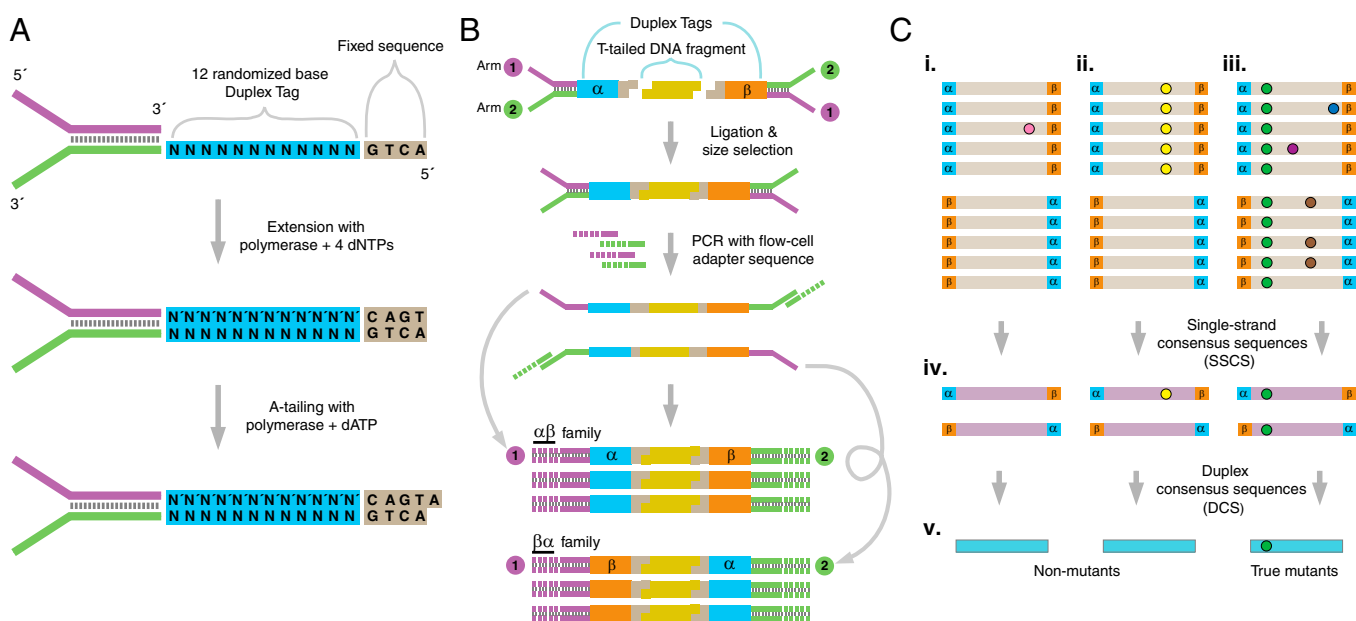 A
5´
3´
12 randomized base
Duplex Tag
Fixed sequence
N N N N N N N N N N N N G T C A
5´
3´
Extension with
polymerase + 4 dNTPs
N´N´N´N´N´N´N´N´N´N´N´N´ C A G T
N N N N N N N N N N N N G T C A
A-tailing with
polymerase + dATP
N´N´N´N´N´N´N´N´N´N´N´N´ C A G T A
N N N N N N N N N N N N G T C A
B
Duplex Tags
T-tailed DNA fragment
Arm 1
α β
2
Arm 2
1
Ligation &
size selection
PCR with flow-cell
adapter sequence
αβ family
1 α β 2
βα family
1 β α 2
C
i. ii. iii.
α β α β α β
α β α β α β
α β α β α β
α β α β α β
α β α β α β
β α β α β α
β α β α β α
β α β α β α
β α β α β α
β α β α β α
Single-strand
consensus sequences
(SSCS)
iv.
α β α β α β
β α β α β α
Duplex
consensus sequences
(DCS)
v.
Non-mutants
True mutants